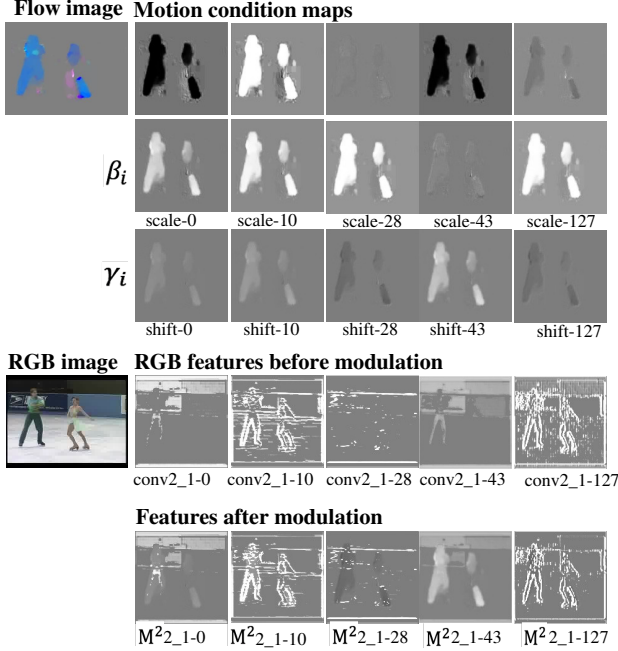 Flow image Motion condition maps
βᵢ
scale-0 scale-10 scale-28 scale-43 scale-127
γᵢ
shift-0 shift-10 shift-28 shift-43 shift-127
RGB image RGB features before modulation
conv2_1-0 conv2_1-10 conv2_1-28 conv2_1-43 conv2_1-127
Features after modulation
M²2_1-0 M²2_1-10 M²2_1-28 M²2_1-43 M²2_1-127